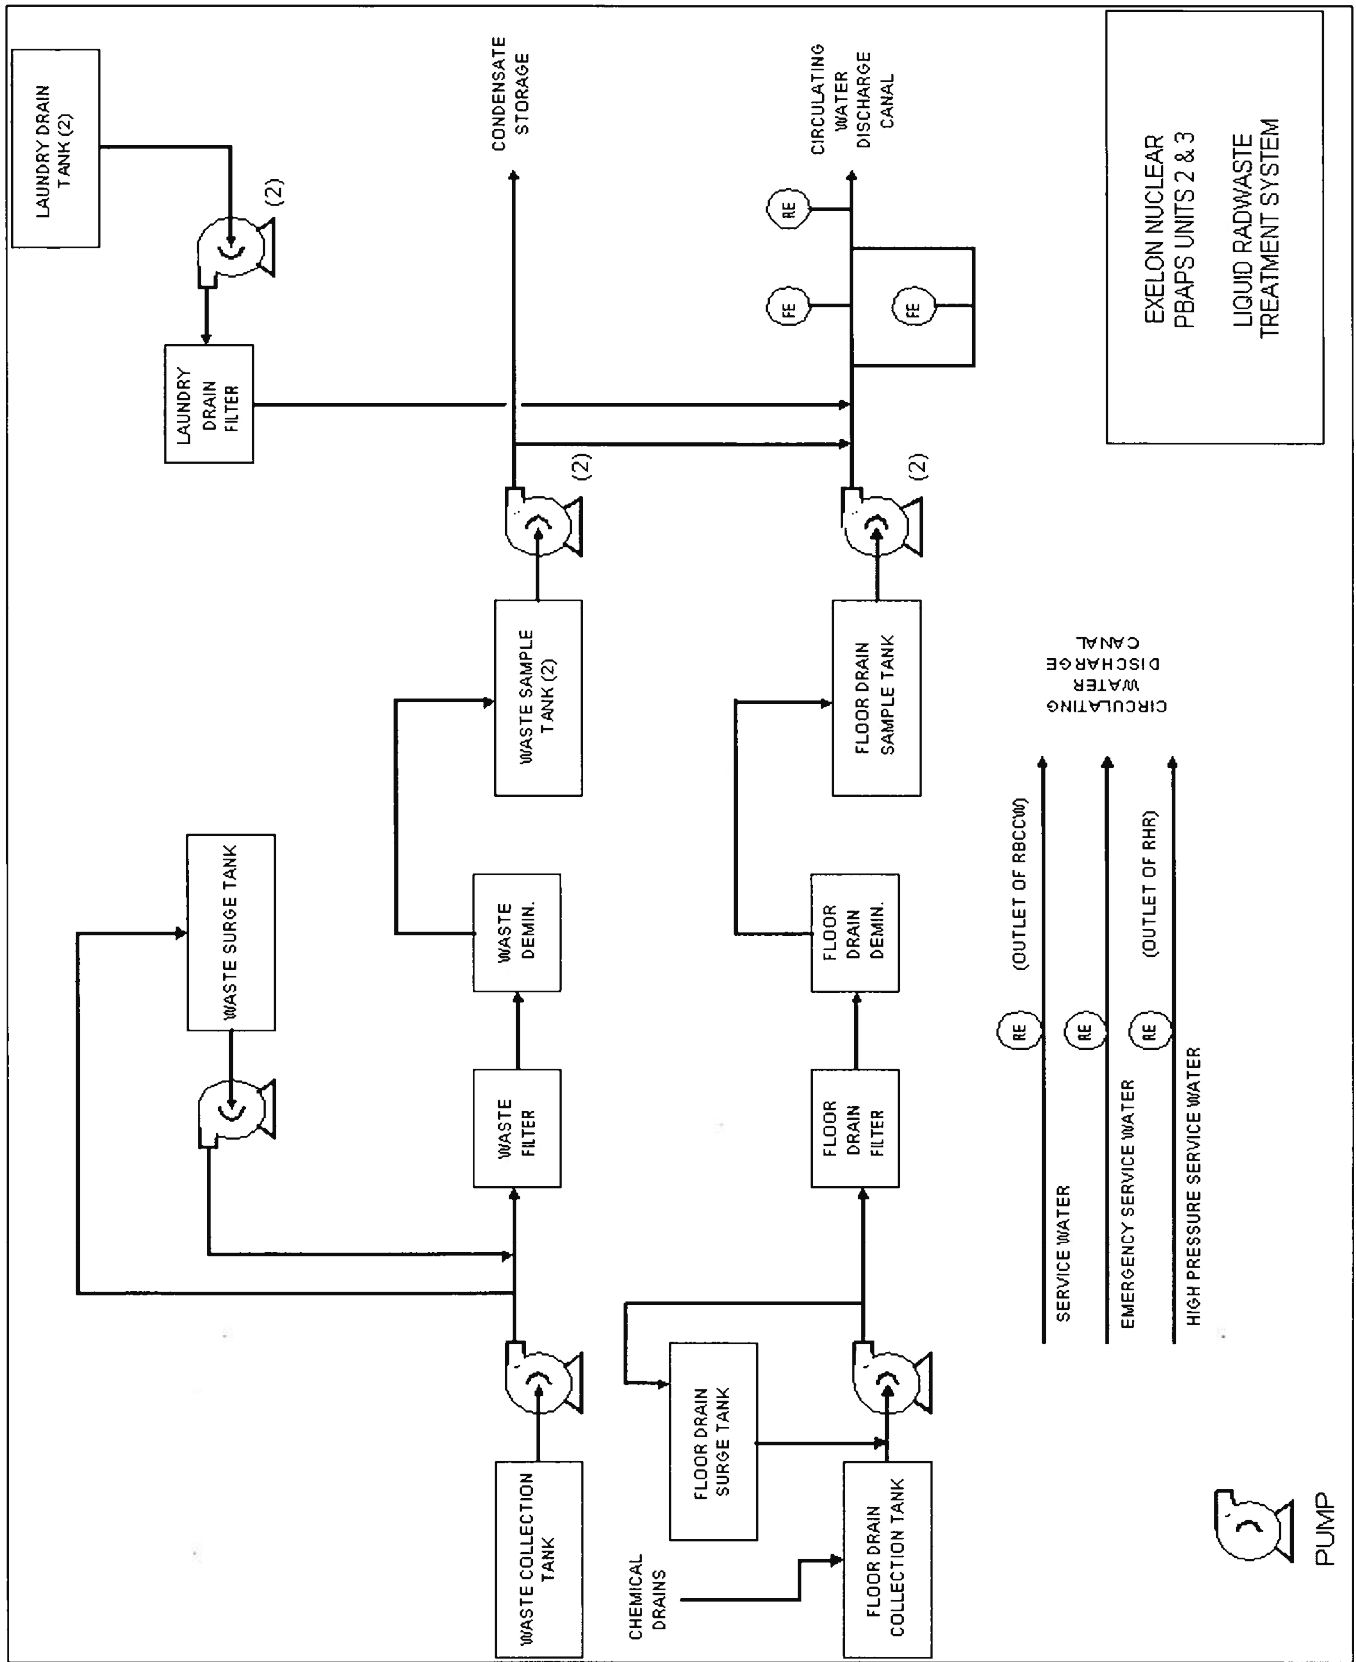 LAUNDRY DRAIN
TANK (2)
(2)
LAUNDRY
DRAIN
FILTER
WASTE SURGE TANK
CONDENSATE
STORAGE
(2)
WASTE SAMPLE
TANK (2)
WASTE
DEMIN.
WASTE
FILTER
WASTE COLLECTION
TANK
CIRCULATING
WATER
DISCHARGE
CANAL
RE
FE
FE
(2)
FLOOR DRAIN
SAMPLE TANK
FLOOR
DRAIN
DEMIN.
FLOOR
DRAIN
FILTER
FLOOR DRAIN
SURGE TANK
CHEMICAL
DRAINS
FLOOR DRAIN
COLLECTION TANK
CIRCULATING
WATER
DISCHARGE
CANAL
SERVICE WATER
RE
(OUTLET OF RBCCW)
EMERGENCY SERVICE WATER
RE
HIGH PRESSURE SERVICE WATER
RE
(OUTLET OF RHR)
PUMP
EXELON NUCLEAR
PBAPS UNITS 2 & 3
LIQUID RADWASTE
TREATMENT SYSTEM